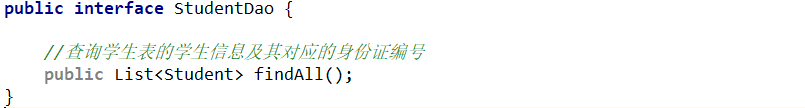 public interface StudentDao {
//查询学生表的学生信息及其对应的身份证编号
public List<Student> findAll();
}